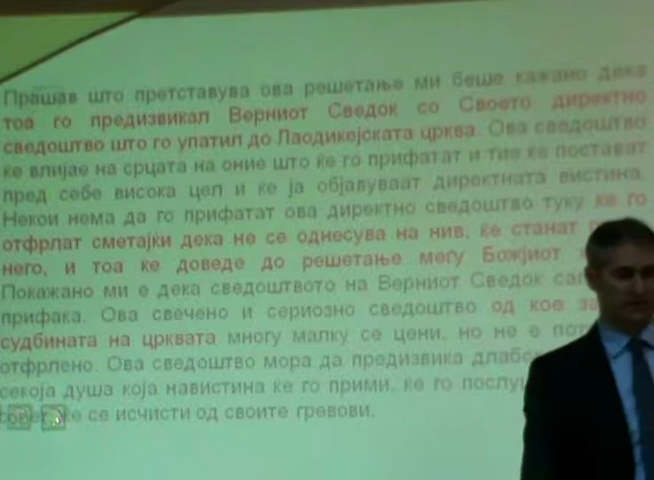 Прашав што претставува ова решетање ми беше кажано дека
тоа го предизвикал Верниот Сведок со Своето директно
сведоштво што го упатил до Лаодикејската црква. Ова сведоштво
ќе влијае на срцата на оние што ќе го прифатат и тие ќе постават
пред себе висока цел и ќе ја објавуваат директната вистина.
Некои нема да го прифатат ова директно сведоштво туку ќе го
отфрлат сметајќи дека не се однесува на нив, ќе станат
него, и тоа ќе доведе до решетање меѓу Божјиот
Покажано ми е дека сведоштвото на Верниот Сведок
прифака. Ова свечено и сериозно сведоштво од кое
судбината на црквата многу малку се цени, но не е
отфрлено. Ова сведоштво мора да предизвика
секоја душа која навистина ќе го прими, ќе го
ќе се исчисти од своите гревови.